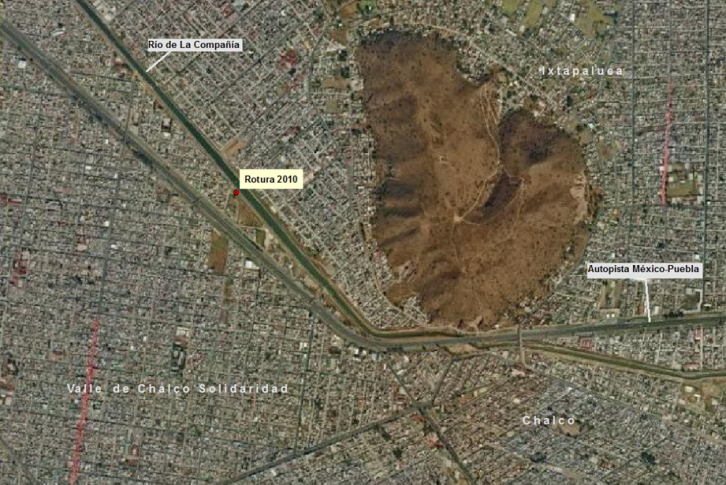 Río de La Compañía
Ixtapaluca
Rotura 2010
Autopista México-Puebla
Valle de Chalco Solidaridad
Chalco